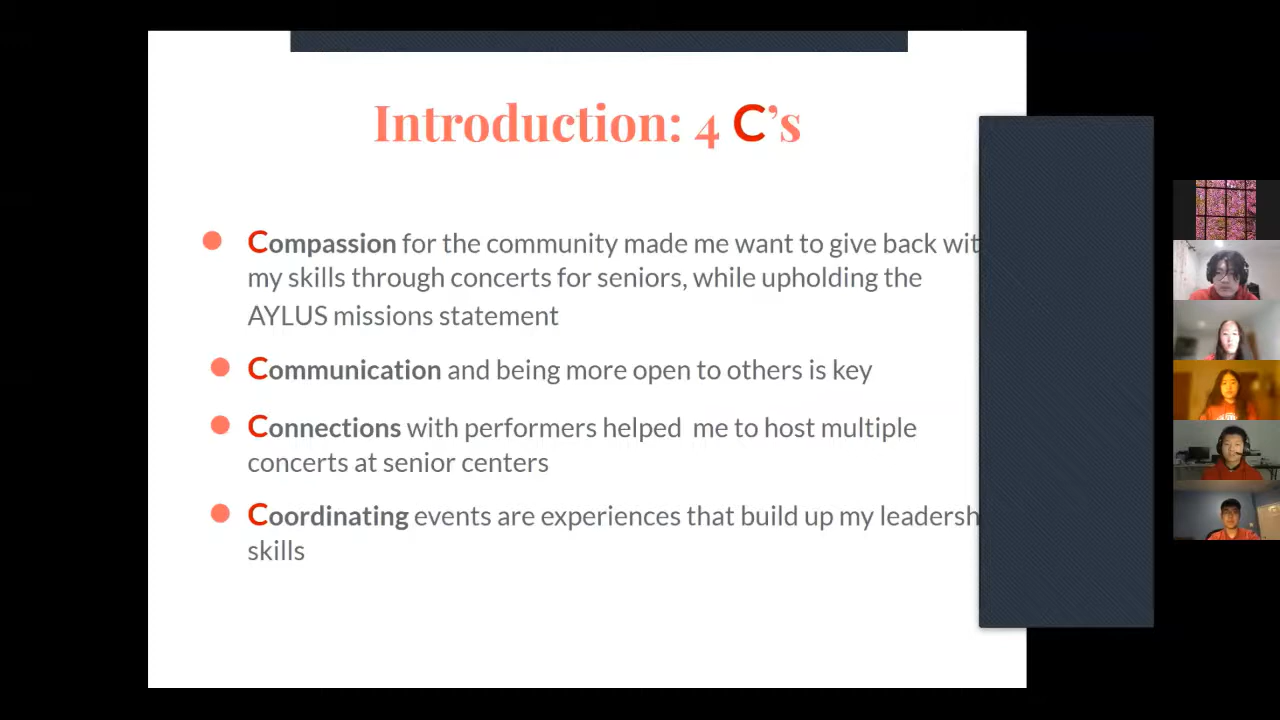 Introduction: 4 C's
Compassion for the community made me want to give back wit
my skills through concerts for seniors, while upholding the
AYLUS missions statement
Communication and being more open to others is key
Connections with performers helped me to host multiple
concerts at senior centers
Coordinating events are experiences that build up my leadersh
skills